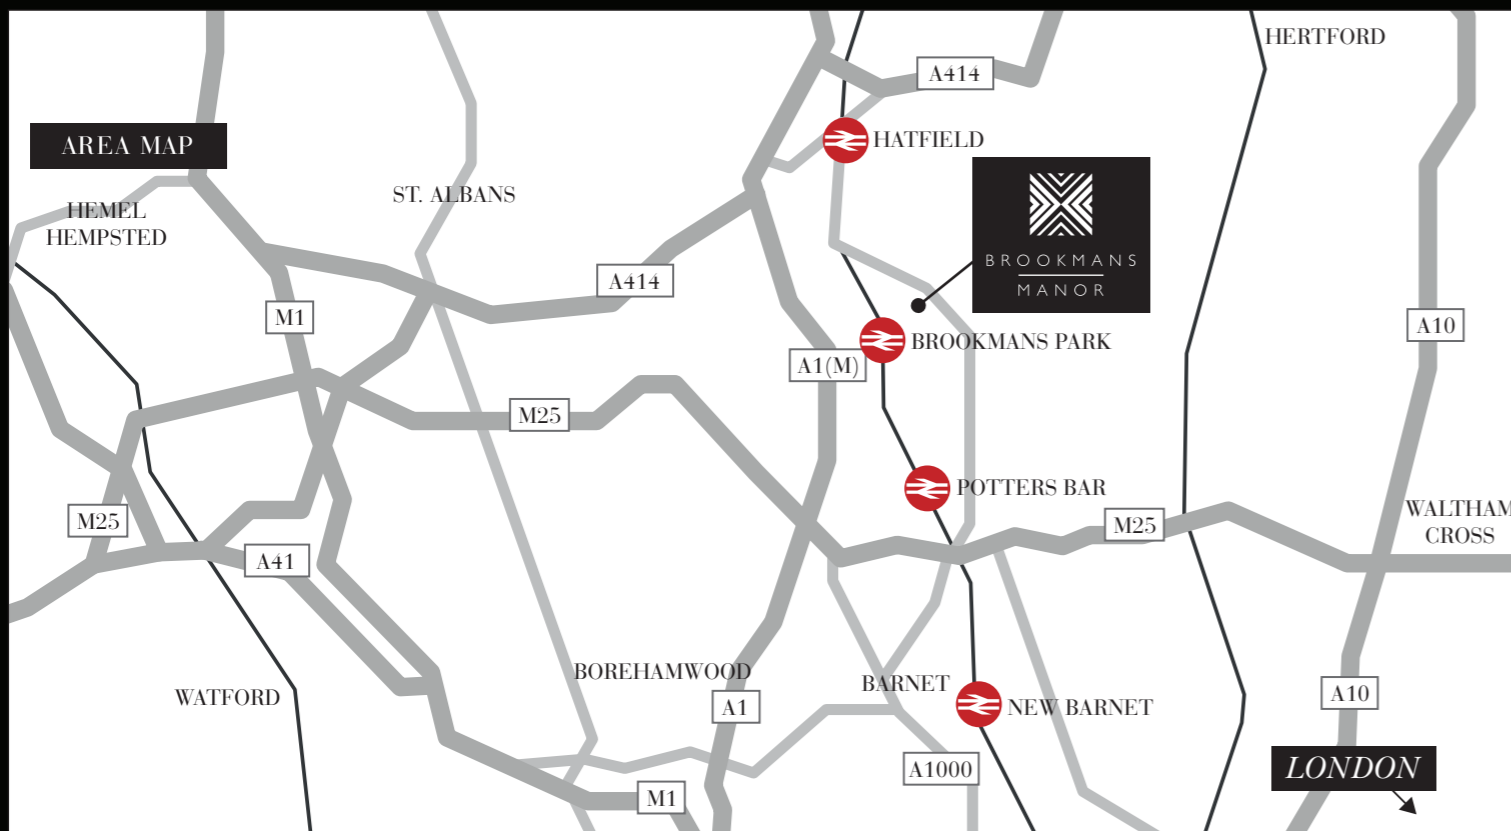 HERTFORD
A414
AREA MAP
HATFIELD
ST. ALBANS
HEMEL
HEMPSTED
BROOKMANS
MANOR
A414
M1
A10
BROOKMANS PARK
A1(M)
M25
POTTERS BAR
M25
M25
WALTHAM
CROSS
A41
BOREHAMWOOD
BARNET
WATFORD
A10
A1
NEW BARNET
A1000
LONDON
M1